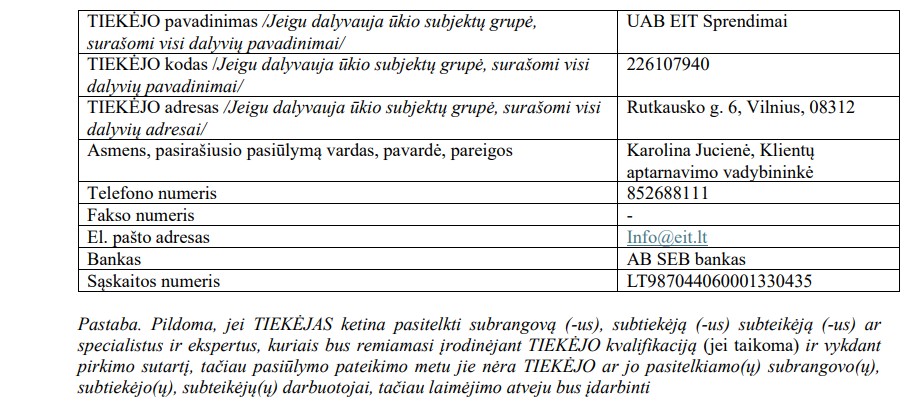 TIEKĖJO pavadinimas /Jeigu dalyvauja ūkio subjektų grupė, surašomi visi dalyvių pavadinimai/
UAB EIT Sprendimai
TIEKĖJO kodas /Jeigu dalyvauja ūkio subjektų grupė, surašomi visi dalyvių pavadinimai/
226107940
TIEKĖJO adresas /Jeigu dalyvauja ūkio subjektų grupė, surašomi visi dalyvių adresai/
Rutkausko g. 6, Vilnius, 08312
Asmens, pasirašiusio pasiūlymą vardas, pavardė, pareigos
Karolina Jucienė, Klientų aptarnavimo vadybininkė
Telefono numeris
852688111
Fakso numeris
-
El. pašto adresas
Info@eit.lt
Bankas
AB SEB bankas
Sąskaitos numeris
LT987044060001330435
Pastaba. Pildoma, jei TIEKĖJAS ketina pasitelkti subrangovą (-us), subtiekėją (-us) subteikėją (-us) ar
specialistus ir ekspertus, kuriais bus remiamasi įrodinėjant TIEKĖJO kvalifikaciją (jei taikoma) ir vykdant
pirkimo sutartį, tačiau pasiūlymo pateikimo metu jie nėra TIEKĖJO ar jo pasitelkiamo(ų) subrangovo(ų),
subtiekėjo(ų), subteikėjų(ų) darbuotojai, tačiau laimėjimo atveju bus įdarbinti